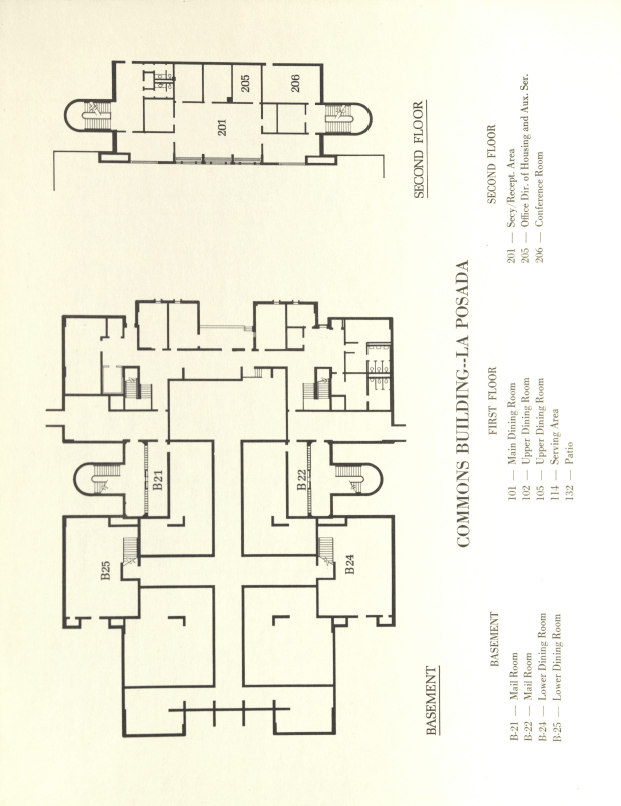 B25
B24
B21
B22
BASEMENT
201
205
206
SECOND FLOOR
COMMONS BUILDING--LA POSADA
BASEMENT
B-21 — Mail Room
B-22 — Mail Room
B-24 — Lower Dining Room
B-25 — Lower Dining Room
FIRST FLOOR
101 — Main Dining Room
102 — Upper Dining Room
105 — Upper Dining Room
114 — Serving Area
132 — Patio
SECOND FLOOR
201 — Secy/Recept. Area
205 — Office Dir. of Housing and Aux. Ser.
206 — Conference Room